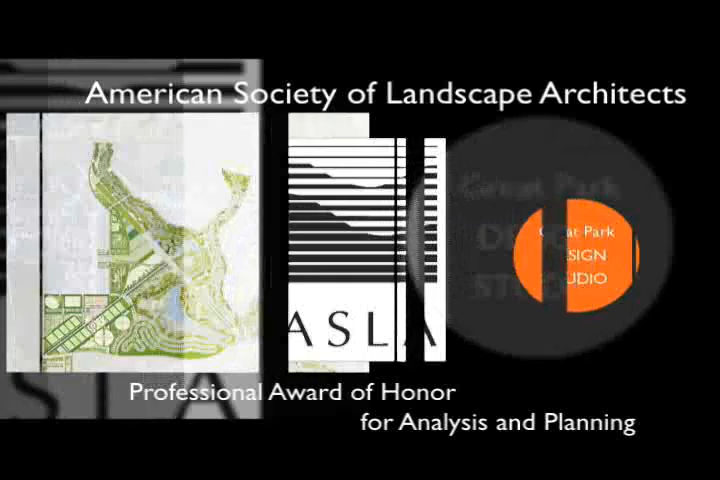 American Society of Landscape Architects
Great Park
DESIGN
STUDIO
ASLA
Professional Award of Honor
for Analysis and Planning